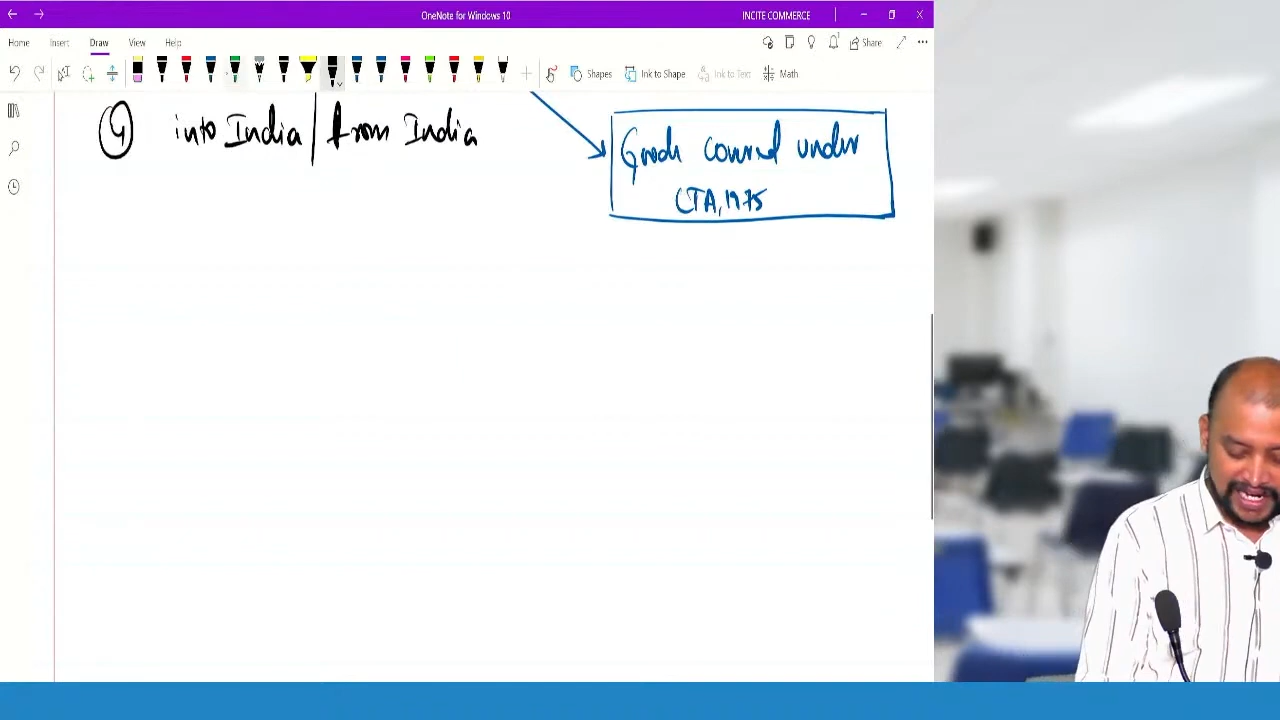 OneNote for Windows 10
INCITE COMMERCE
Home Insert Draw View Help
Share
Shapes
Ink to Shape
Ink to Text
Math
4 into India / from India
Goods covered under
CTA, 1975